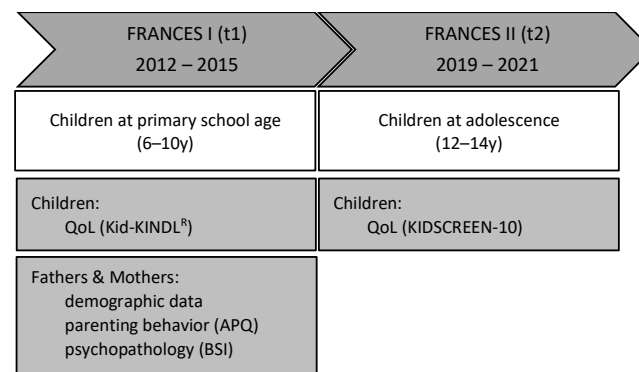 FRANCES I (t1)
2012 – 2015
FRANCES II (t2)
2019 – 2021
Children at primary school age
(6–10y)
Children at adolescence
(12–14y)
Children:
QoL (Kid-KINDLᴿ)
Children:
QoL (KIDSCREEN-10)
Fathers & Mothers:
demographic data
parenting behavior (APQ)
psychopathology (BSI)